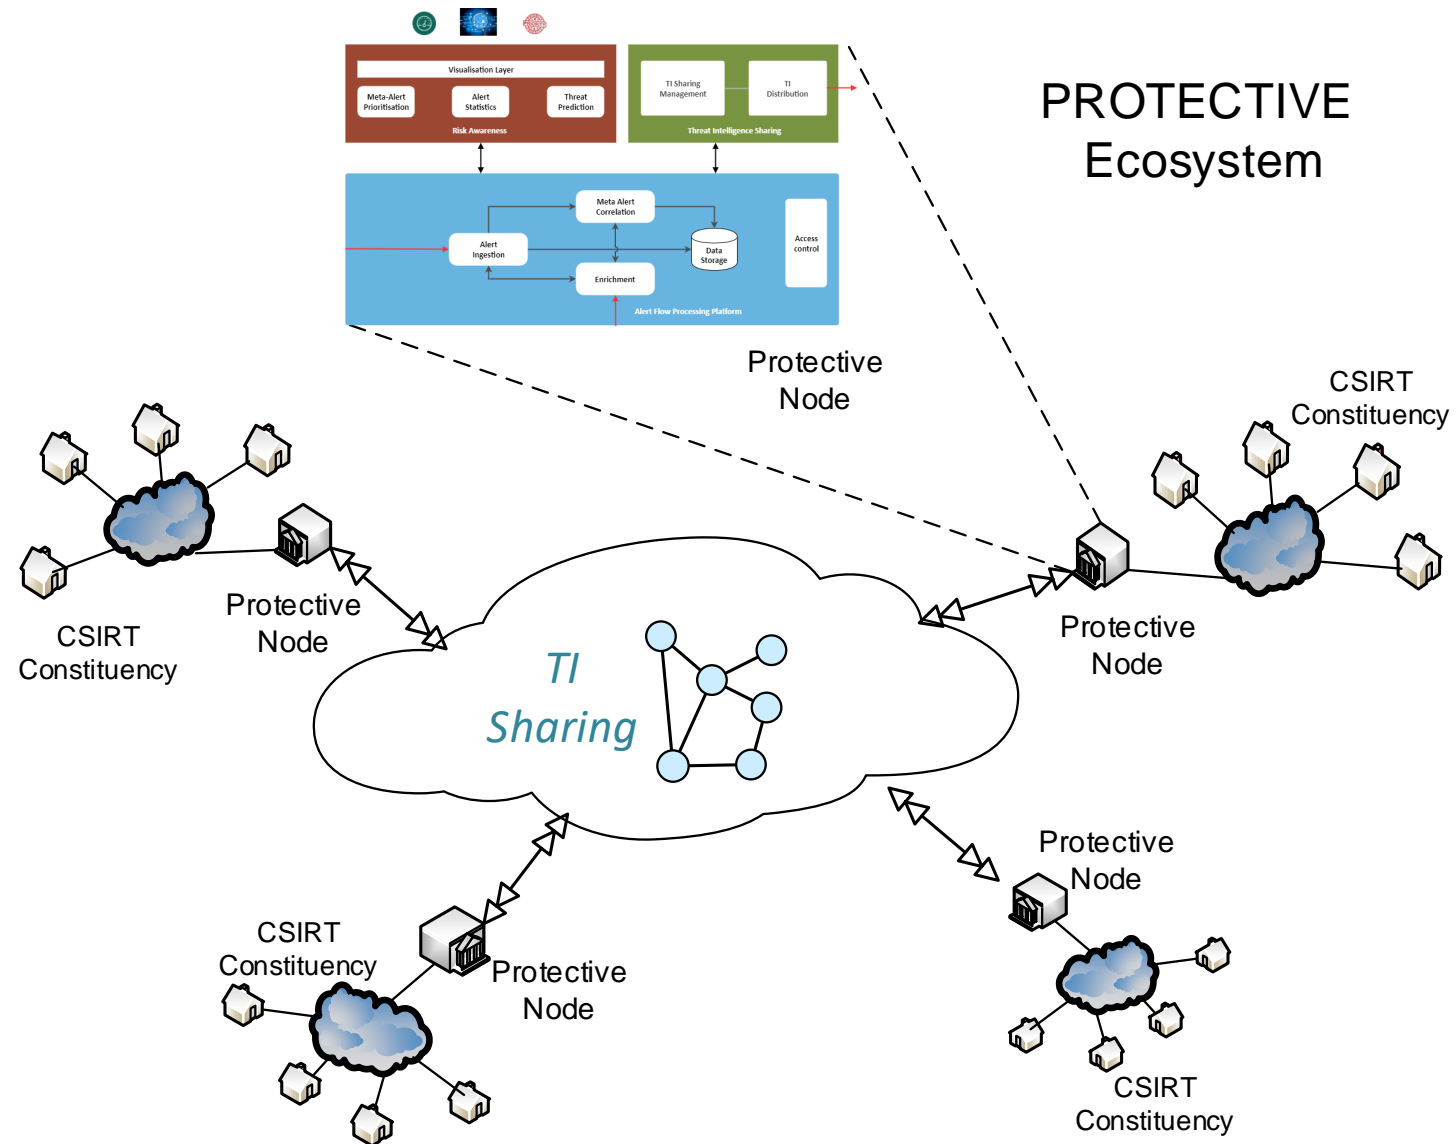 PROTECTIVE
Ecosystem
Visualisation Layer
Meta-Alert
Prioritisation
Alert
Statistics
Threat
Prediction
Risk Awareness
TI Sharing
Management
TI
Distribution
Threat Intelligence Sharing
Meta Alert
Correlation
Alert
Ingestion
Data
Storage
Access
control
Enrichment
Alert Flow Processing Platform
Protective
Node
CSIRT
Constituency
Protective
Node
CSIRT
Constituency
Protective
Node
TI
Sharing
Protective
Node
CSIRT
Constituency
Protective
Node
CSIRT
Constituency